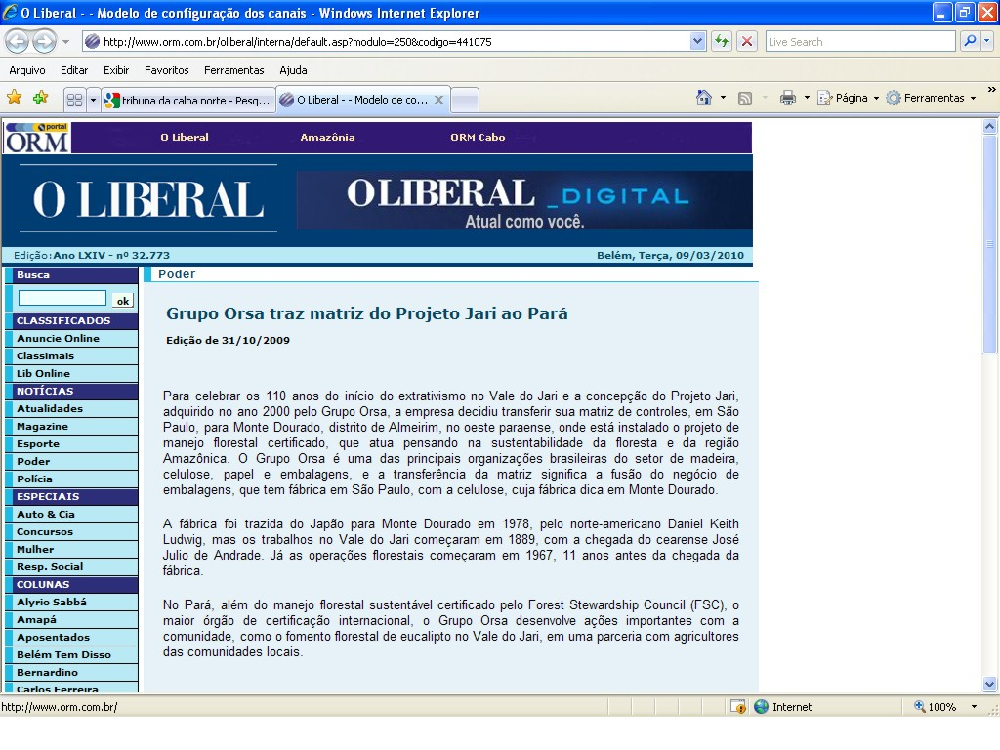 O Liberal - - Modelo de configuração dos canais - Windows Internet Explorer
http://www.orm.com.br/oliberal/interna/default.asp?modulo=250&codigo=441075
Live Search
Arquivo Editar Exibir Favoritos Ferramentas Ajuda
tribuna da calha norte - Pesq...
O Liberal - - Modelo de co...
Página
Ferramentas
portal
ORM
O Liberal
Amazônia
ORM Cabo
O LIBERAL
O LIBERAL _DIGITAL
Atual como você.
Edição: Ano LXIV - nº 32.773
Belém, Terça, 09/03/2010
Busca
ok
CLASSIFICADOS
Anuncie Online
Classimais
Lib Online
NOTÍCIAS
Atualidades
Magazine
Esporte
Poder
Polícia
ESPECIAIS
Auto & Cia
Concursos
Mulher
Resp. Social
COLUNAS
Alyrio Sabbá
Amapá
Aposentados
Belém Tem Disso
Bernardino
Carlos Ferreira
Poder
Grupo Orsa traz matriz do Projeto Jari ao Pará
Edição de 31/10/2009
Para celebrar os 110 anos do início do extrativismo no Vale do Jari e a concepção do Projeto Jari,
adquirido no ano 2000 pelo Grupo Orsa, a empresa decidiu transferir sua matriz de controles, em São
Paulo, para Monte Dourado, distrito de Almeirim, no oeste paraense, onde está instalado o projeto de
manejo florestal certificado, que atua pensando na sustentabilidade da floresta e da região
Amazônica. O Grupo Orsa é uma das principais organizações brasileiras do setor de madeira,
celulose, papel e embalagens, e a transferência da matriz significa a fusão do negócio de
embalagens, que tem fábrica em São Paulo, com a celulose, cuja fábrica dica em Monte Dourado.
A fábrica foi trazida do Japão para Monte Dourado em 1978, pelo norte-americano Daniel Keith
Ludwig, mas os trabalhos no Vale do Jari começaram em 1889, com a chegada do cearense José
Julio de Andrade. Já as operações florestais começaram em 1967, 11 anos antes da chegada da
fábrica.
No Pará, além do manejo florestal sustentável certificado pelo Forest Stewardship Council (FSC), o
maior órgão de certificação internacional, o Grupo Orsa desenvolve ações importantes com a
comunidade, como o fomento florestal de eucalipto no Vale do Jari, em uma parceria com agricultores
das comunidades locais.
http://www.orm.com.br/
Internet
100%